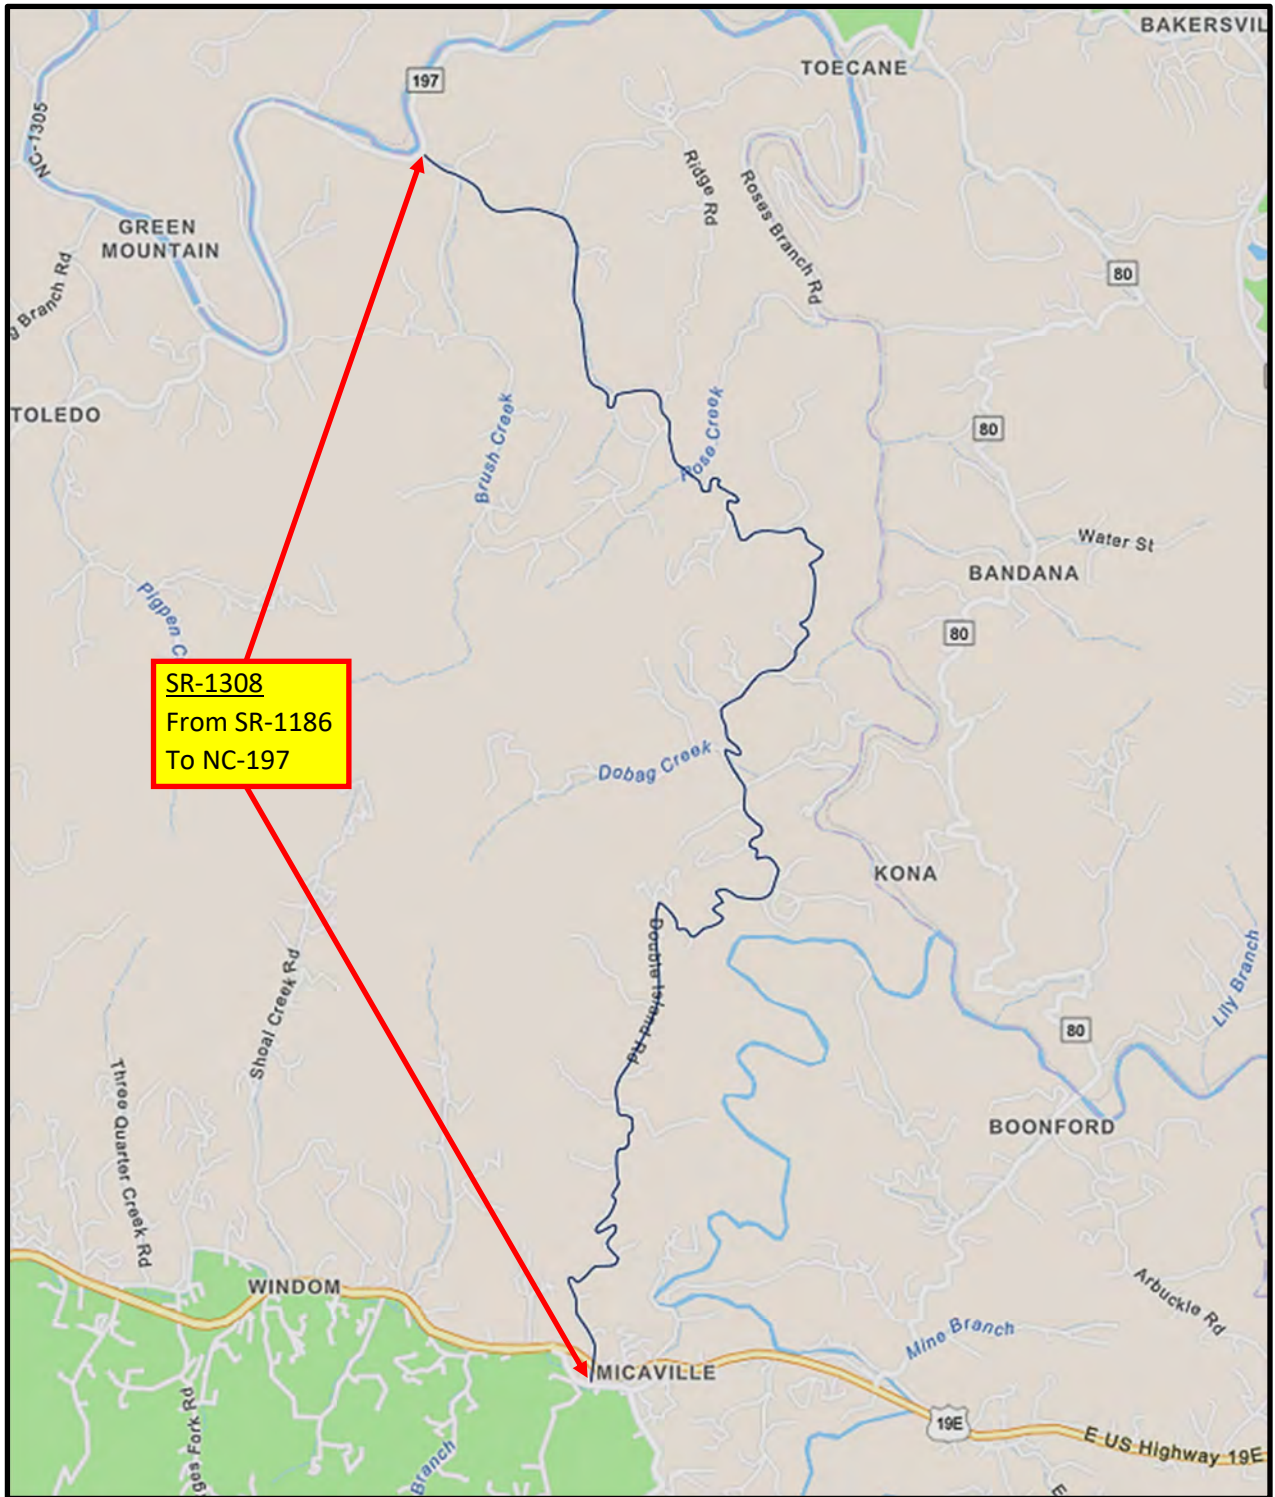 BAKERSVIL
TOECANE
197
NC-1305
Ridge Rd
Roses Branch Rd
GREEN
MOUNTAIN
80
g Branch Rd
TOLEDO
Brush Creek
Rose Creek
80
Water St
BANDANA
Pigpen C
80
SR-1308
From SR-1186
To NC-197
Dobag Creek
KONA
Double Island Rd
Shoal Creek Rd
Lily Branch
80
Three Quarter Creek Rd
BOONFORD
WINDOM
Arbuckle Rd
Mine Branch
MICAVILLE
19E
E US Highway 19E
ges Fork Rd
Branch
E